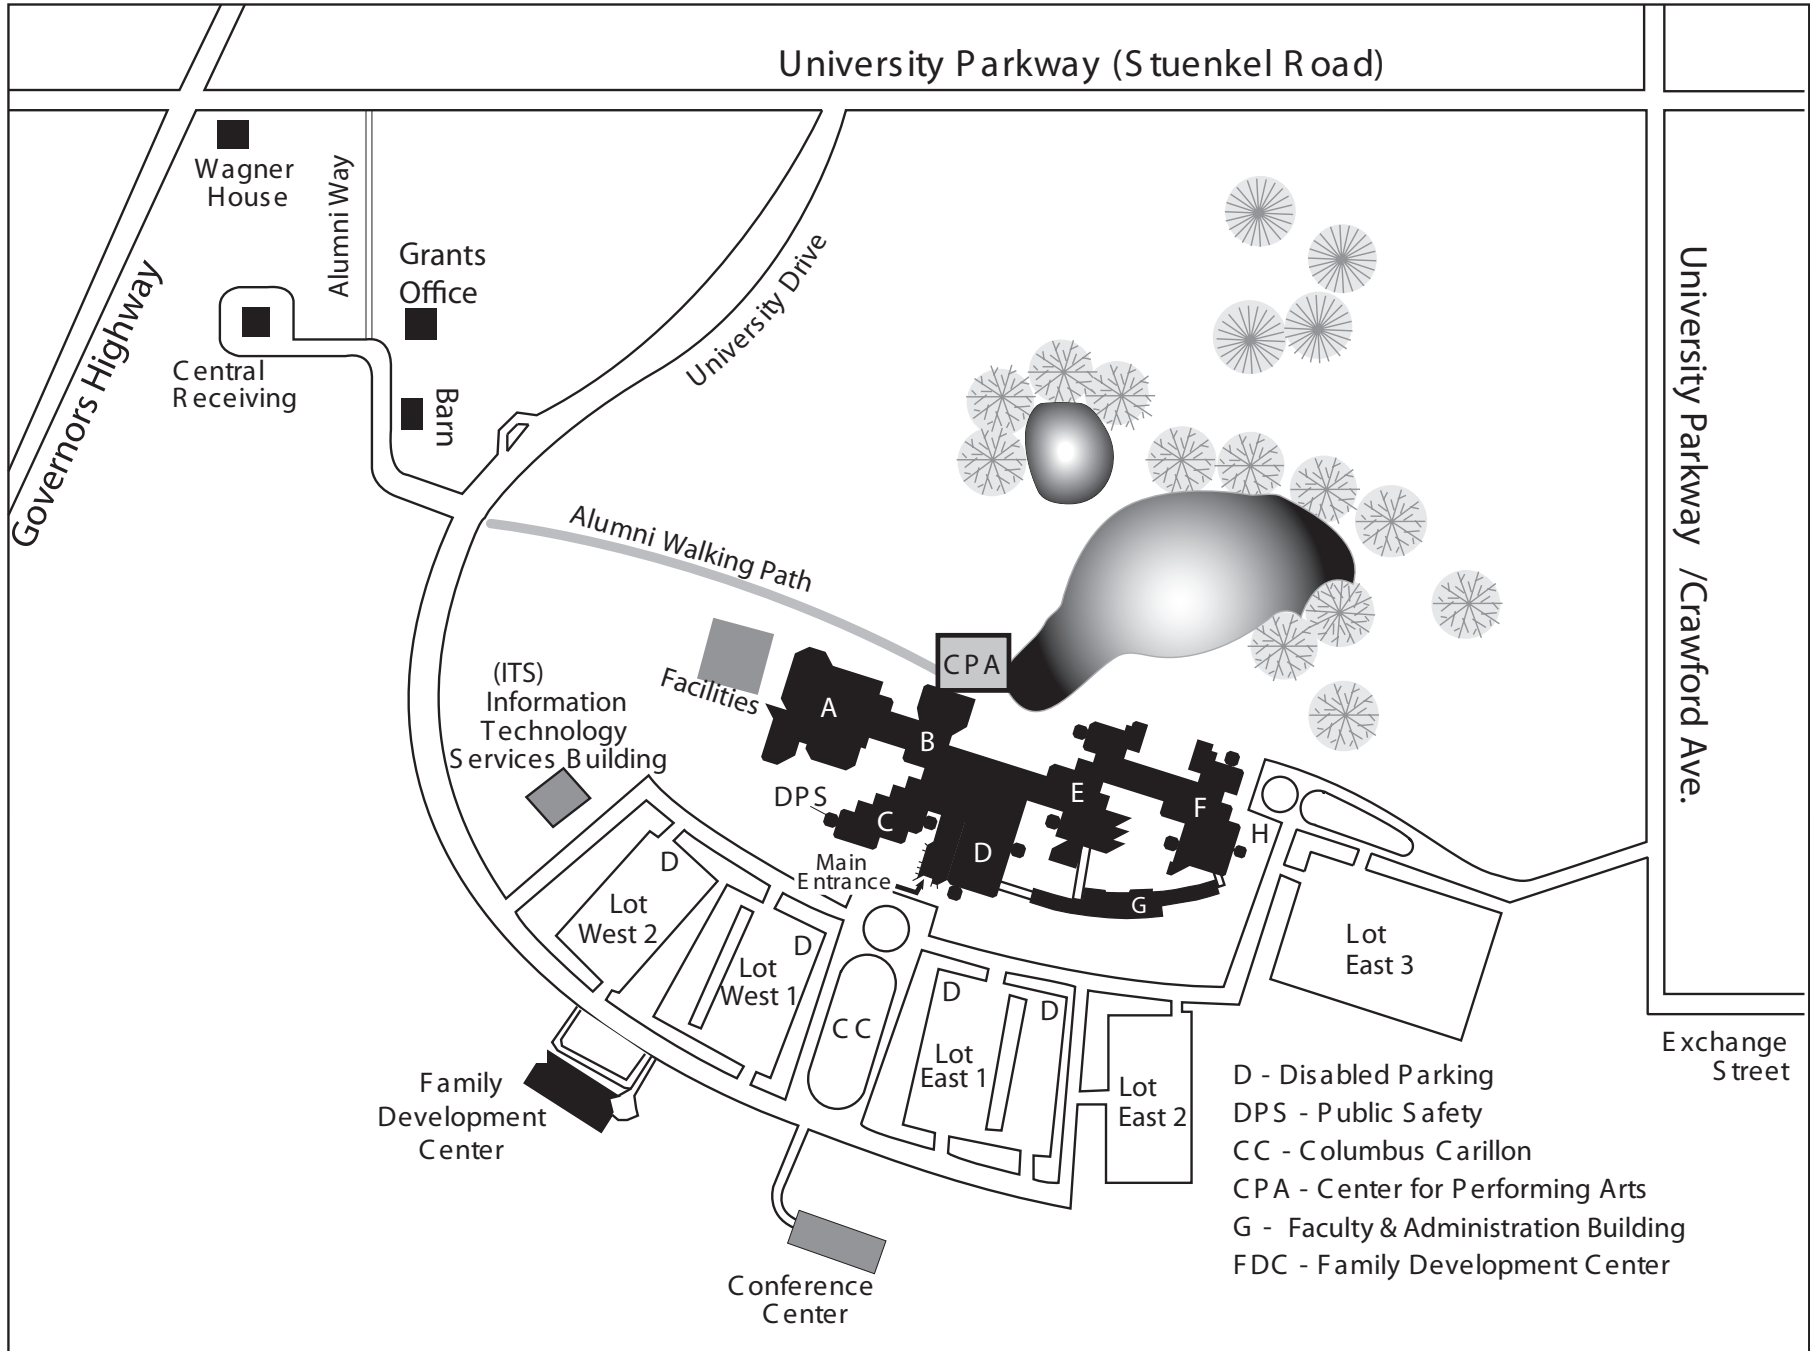 University Parkway (Stuenkel Road)
Wagner
House
Alumni Way
Grants
Office
Governors Highway
Central
Receiving
Barn
University Drive
University Parkway /Crawford Ave.
Alumni Walking Path
CPA
Facilities
(ITS)
Information
Technology
Services Building
A
B
DPS
C
D
E
F
H
G
Main
Entrance
D
Lot
West 2
D
Lot
West 1
CC
D
D
Lot
East 1
Lot
East 2
Lot
East 3
Exchange
Street
Family
Development
Center
Conference
Center
D - Disabled Parking
DPS - Public Safety
CC - Columbus Carillon
CPA - Center for Performing Arts
G - Faculty & Administration Building
FDC - Family Development Center